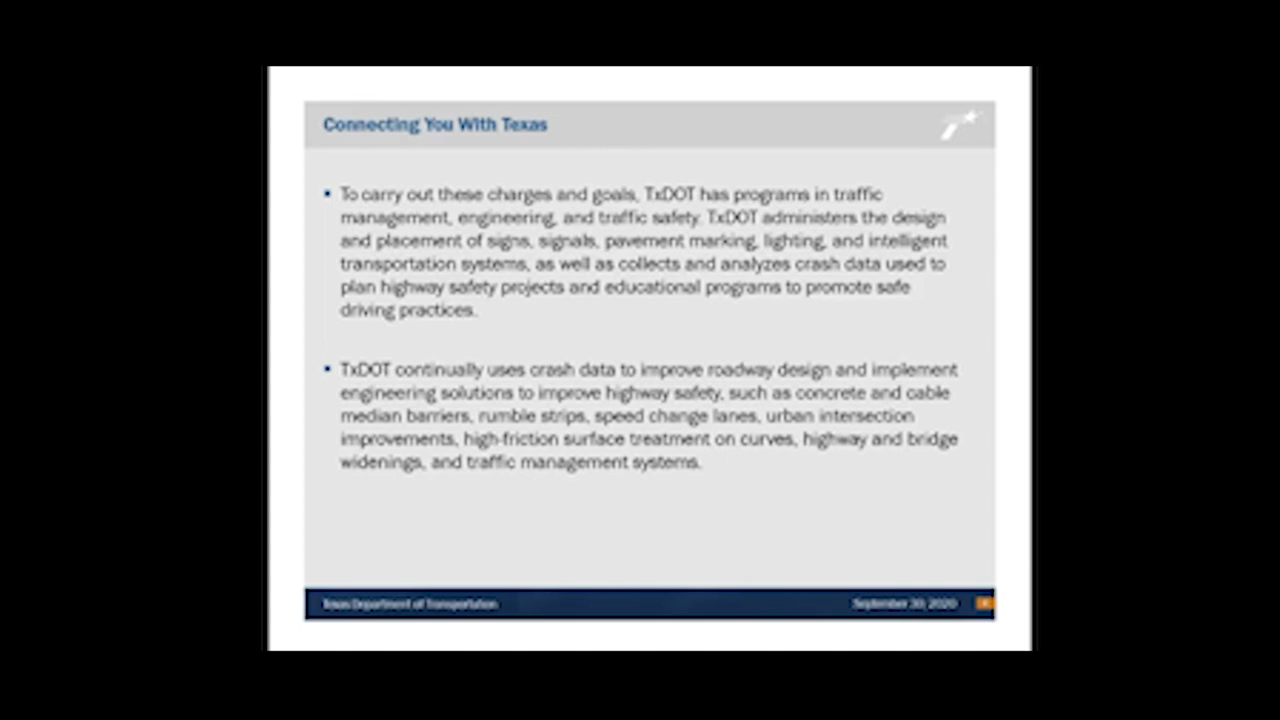 Connecting You With Texas
▪ To carry out these charges and goals, TxDOT has programs in traffic
management, engineering, and traffic safety. TxDOT administers the design
and placement of signs, signals, pavement marking, lighting, and intelligent
transportation systems, as well as collects and analyzes crash data used to
plan highway safety projects and educational programs to promote safe
driving practices.
▪ TxDOT continually uses crash data to improve roadway design and implement
engineering solutions to improve highway safety, such as concrete and cable
median barriers, rumble strips, speed change lanes, urban intersection
improvements, high-friction surface treatment on curves, highway and bridge
widenings, and traffic management systems.
Texas Department of Transportation
September 30, 2020